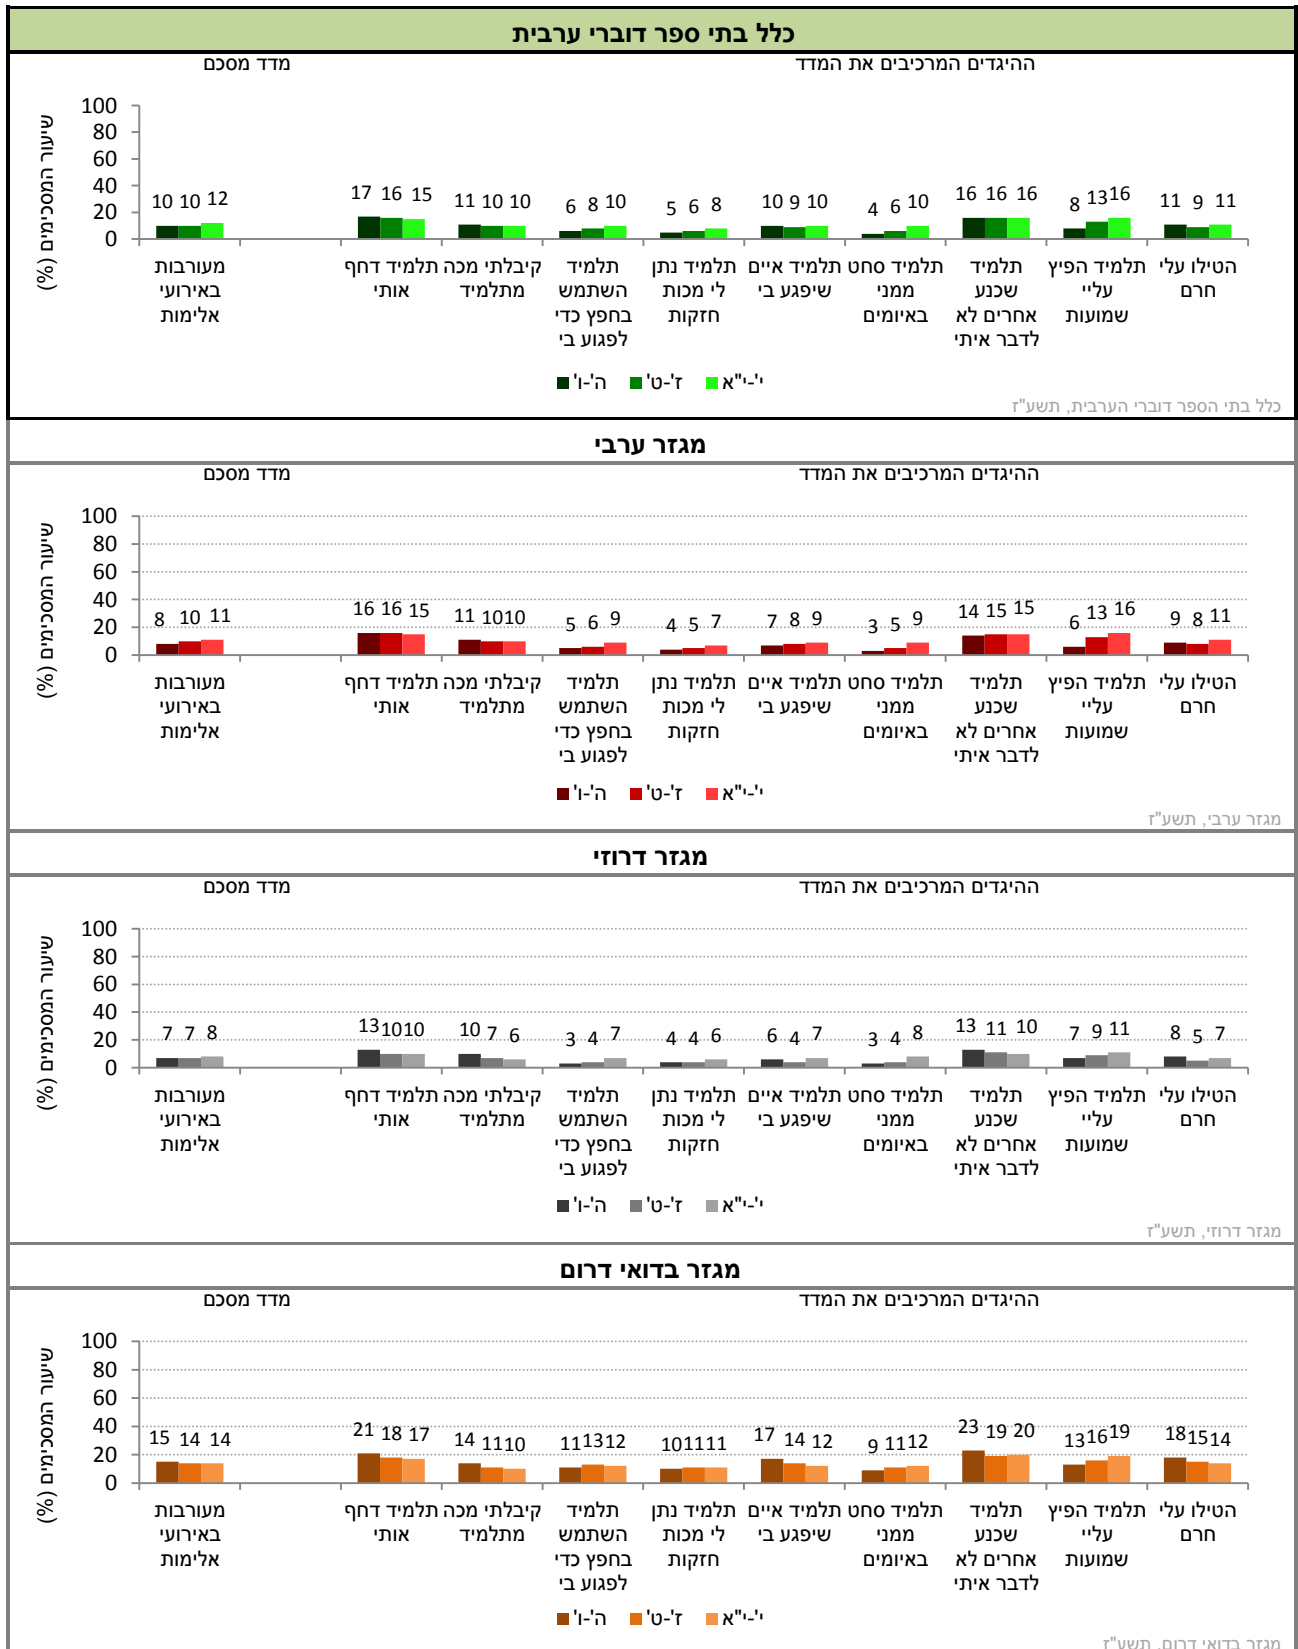 כלל בתי ספר דוברי ערבית
ההיגדים המרכיבים את המדד
מדד מסכם
שיעור המסכימים (%)
100
80
60
40
20
0
10 10 12
17 16 15
11 10 10
6 8 10
5 6 8
10 9 10
4 6 10
16 16 16
8 13 16
11 9 11
מעורבות
באירועי
אלימות
תלמיד דחף
אותי
קיבלתי מכה
מתלמיד
תלמיד
השתמש
בחפץ כדי
לפגוע בי
תלמיד נתן
לי מכות
חזקות
תלמיד איים
שיפגע בי
תלמיד סחט
ממני
באיומים
תלמיד
שכנע
אחרים לא
לדבר איתי
תלמיד הפיץ
עליי
שמועות
הטילו עלי
חרם
ה'-ו' ז'-ט' י'-י"א
כלל בתי הספר דוברי הערבית, תשע"ז
מגזר ערבי
ההיגדים המרכיבים את המדד
מדד מסכם
שיעור המסכימים (%)
100
80
60
40
20
0
8 10 11
16 16 15
11 10 10
5 6 9
4 5 7
7 8 9
3 5 9
14 15 15
6 13 16
9 8 11
מעורבות
באירועי
אלימות
תלמיד דחף
אותי
קיבלתי מכה
מתלמיד
תלמיד
השתמש
בחפץ כדי
לפגוע בי
תלמיד נתן
לי מכות
חזקות
תלמיד איים
שיפגע בי
תלמיד סחט
ממני
באיומים
תלמיד
שכנע
אחרים לא
לדבר איתי
תלמיד הפיץ
עליי
שמועות
הטילו עלי
חרם
ה'-ו' ז'-ט' י'-י"א
מגזר ערבי, תשע"ז
מגזר דרוזי
ההיגדים המרכיבים את המדד
מדד מסכם
שיעור המסכימים (%)
100
80
60
40
20
0
7 7 8
13 10 10
10 7 6
3 4 7
4 4 6
6 4 7
3 4 8
13 11 10
7 9 11
8 5 7
מעורבות
באירועי
אלימות
תלמיד דחף
אותי
קיבלתי מכה
מתלמיד
תלמיד
השתמש
בחפץ כדי
לפגוע בי
תלמיד נתן
לי מכות
חזקות
תלמיד איים
שיפגע בי
תלמיד סחט
ממני
באיומים
תלמיד
שכנע
אחרים לא
לדבר איתי
תלמיד הפיץ
עליי
שמועות
הטילו עלי
חרם
ה'-ו' ז'-ט' י'-י"א
מגזר דרוזי, תשע"ז
מגזר בדואי דרום
ההיגדים המרכיבים את המדד
מדד מסכם
שיעור המסכימים (%)
100
80
60
40
20
0
15 14 14
21 18 17
14 11 10
11 13 12
10 11 11
17 14 12
9 11 12
23 19 20
13 16 19
18 15 14
מעורבות
באירועי
אלימות
תלמיד דחף
אותי
קיבלתי מכה
מתלמיד
תלמיד
השתמש
בחפץ כדי
לפגוע בי
תלמיד נתן
לי מכות
חזקות
תלמיד איים
שיפגע בי
תלמיד סחט
ממני
באיומים
תלמיד
שכנע
אחרים לא
לדבר איתי
תלמיד הפיץ
עליי
שמועות
הטילו עלי
חרם
ה'-ו' ז'-ט' י'-י"א
מגזר בדואי דרום, תשע"ז